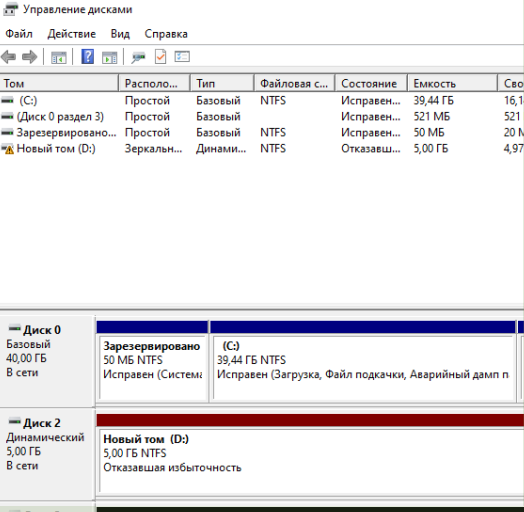 Управление дисками
Файл Действие Вид Справка
Том Располо... Тип Файловая с... Состояние Емкость Сво
(C:) Простой Базовый NTFS Исправен... 39,44 ГБ 16,1
(Диск 0 раздел 3) Простой Базовый Исправен... 521 МБ 521
Зарезервировано... Простой Базовый NTFS Исправен... 50 МБ 20 М
Новый том (D:) Зеркальн... Динами... NTFS Отказавш... 5,00 ГБ 4,97
Диск 0
Базовый
40,00 ГБ
В сети
Зарезервировано
50 МБ NTFS
Исправен (Система
(C:)
39,44 ГБ NTFS
Исправен (Загрузка, Файл подкачки, Аварийный дамп п
Диск 2
Динамический
5,00 ГБ
В сети
Новый том (D:)
5,00 ГБ NTFS
Отказавшая избыточность